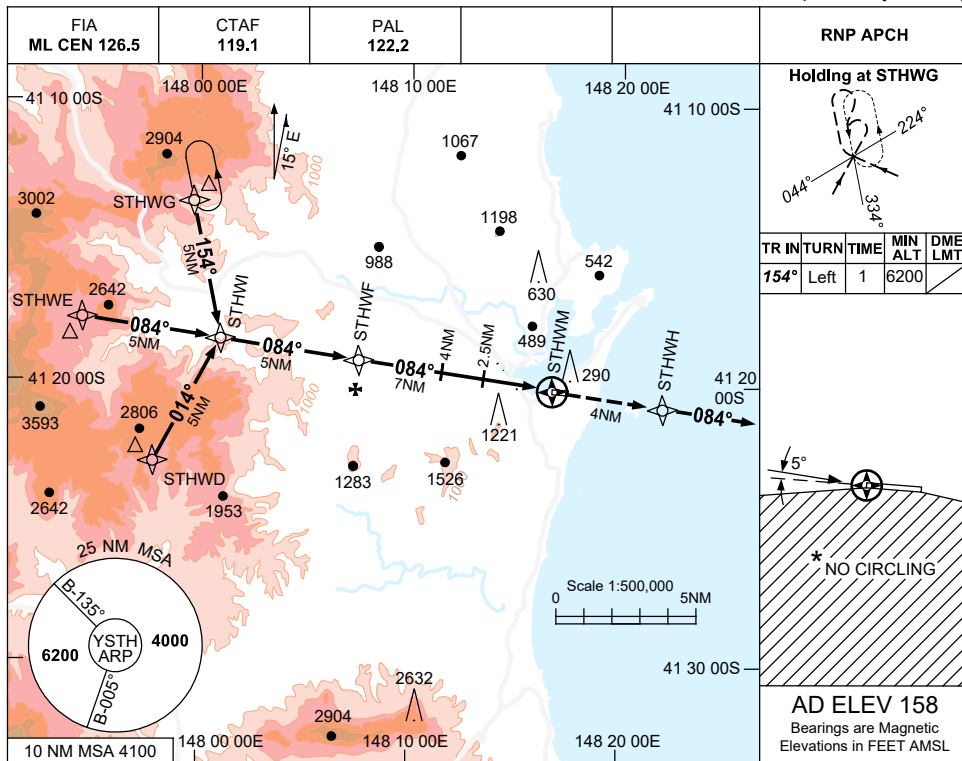 FIA
ML CEN 126.5
CTAF
119.1
PAL
122.2
RNP APCH
148 00 00E
148 10 00E
148 20 00E
41 10 00S
41 10 00S
Holding at STHWG
224°
044°
334°
2904
15° E
1000
1067
3002
STHWG
154°
5NM
1198
988
542
630
TR IN TURN TIME MIN ALT DME LMT
154° Left 1 6200
STHWE
2642
084°
5NM
STHWI
084°
5NM
STHWF
084°
7NM
4NM
2.5NM
489
STHWM
290
STHWH
4NM
084°
41 20 00S
41 20
00S
014°
5NM
3593
2806
STHWD
1221
2642
1953
1283
1526
1000
5°
* NO CIRCLING
25 NM MSA
B-135°
YSTH
ARP
6200
4000
B-005°
Scale 1:500,000
0
5NM
41 30 00S
2632
2904
AD ELEV 158
Bearings are Magnetic
Elevations in FEET AMSL
10 NM MSA 4100
148 00 00E
148 10 00E
148 20 00E